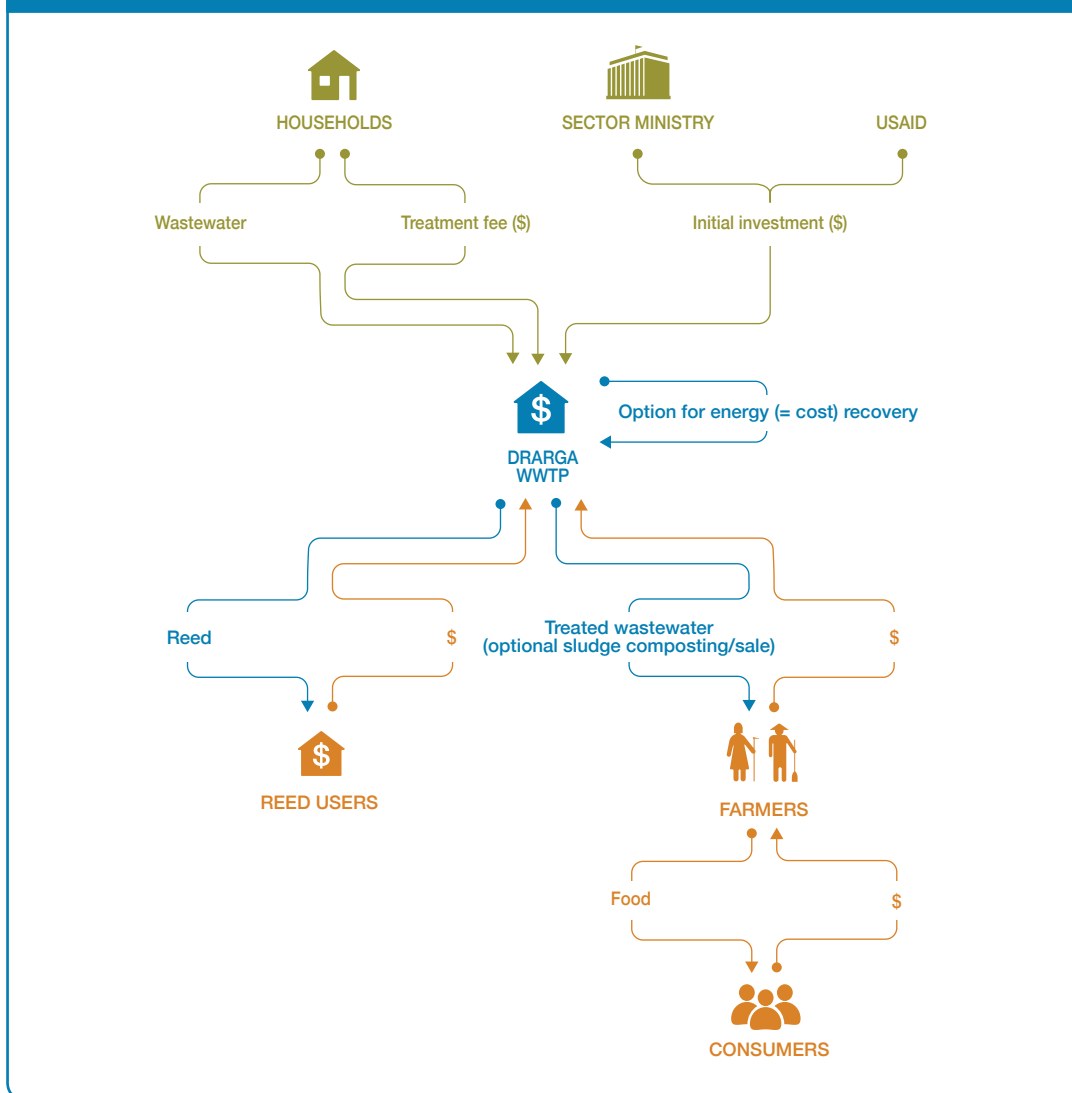 HOUSEHOLDS
SECTOR MINISTRY
USAID
Wastewater
Treatment fee ($)
Initial investment ($)
$
Option for energy (= cost) recovery
DRARGA
WWTP
Reed
$
Treated wastewater
(optional sludge composting/sale)
$
$
REED USERS
FARMERS
Food
$
CONSUMERS